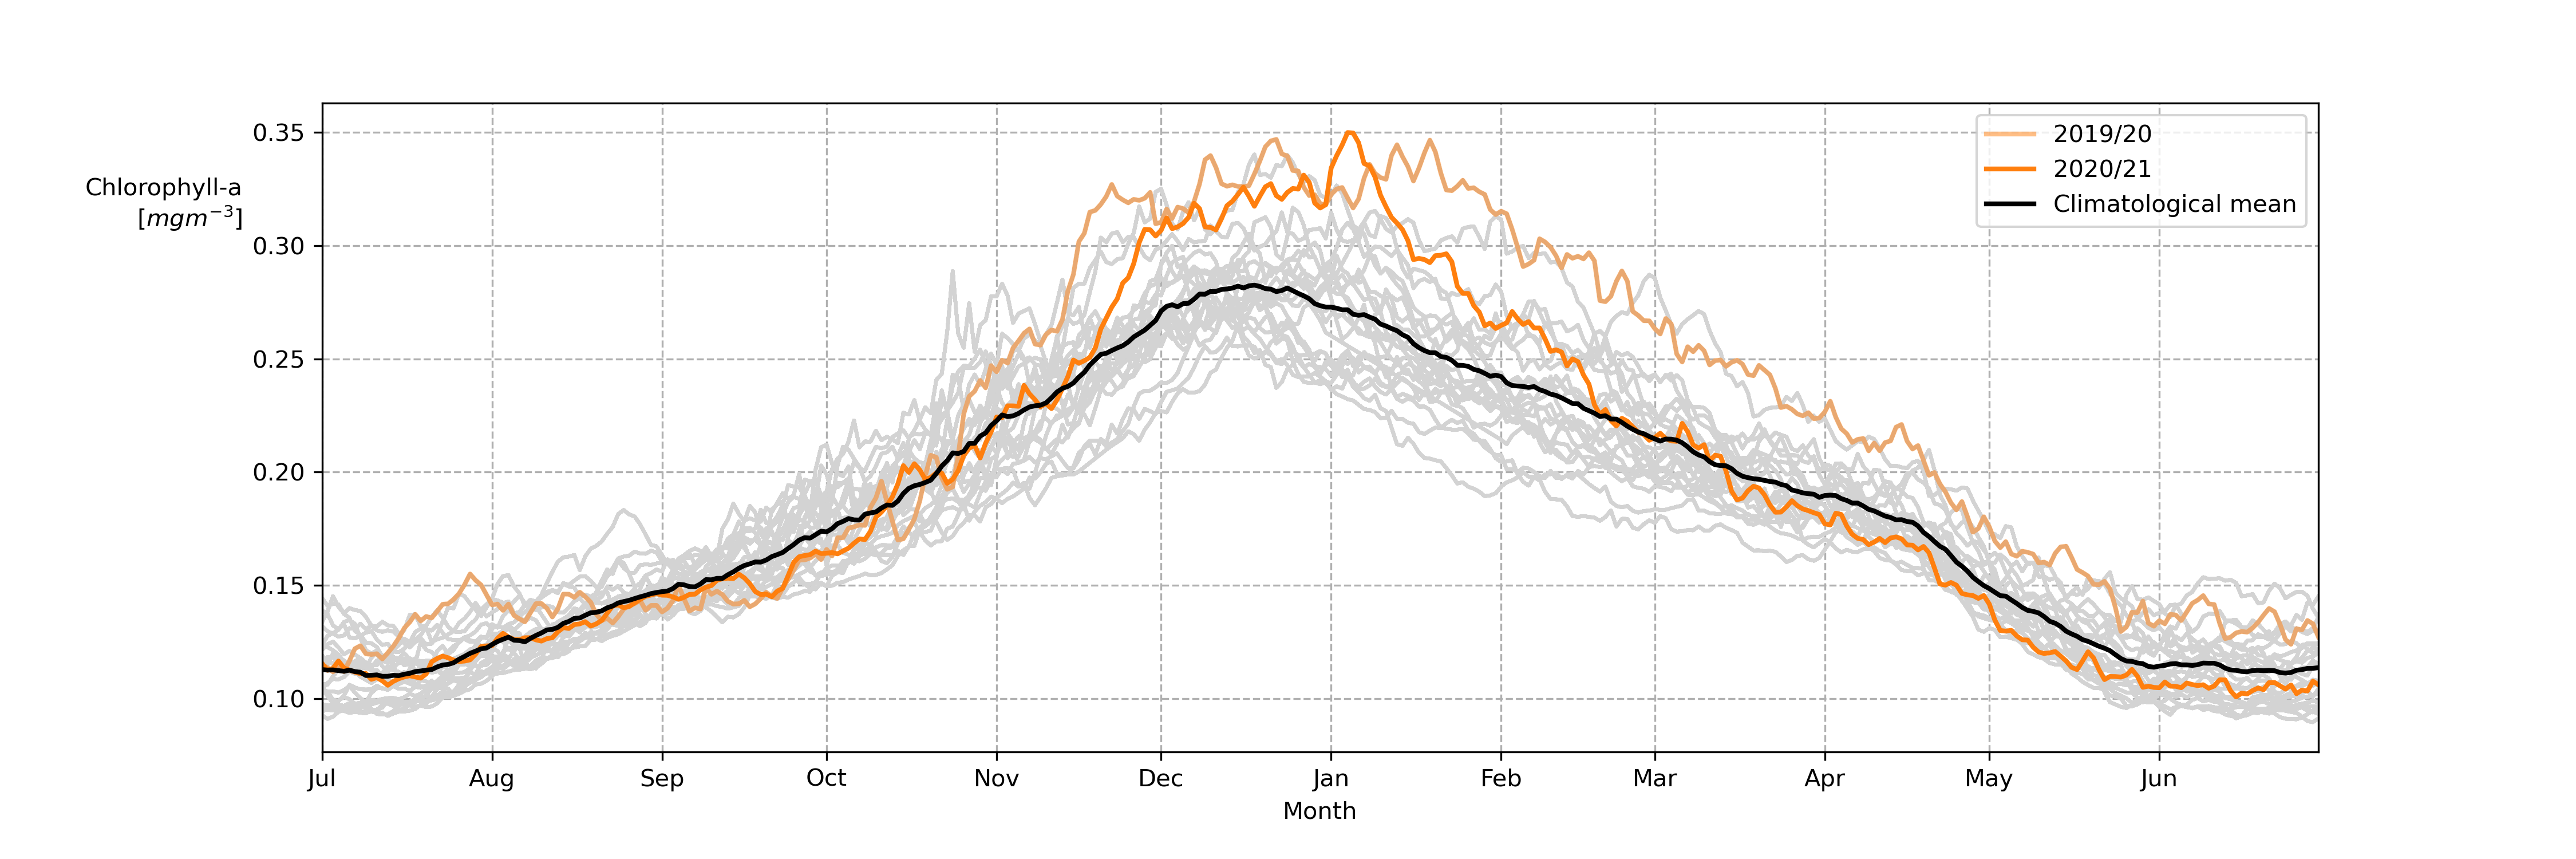 Chlorophyll-a
[mgm⁻³]
0.35
0.30
0.25
0.20
0.15
0.10
2019/20
2020/21
Climatological mean
Jul Aug Sep Oct Nov Dec Jan Feb Mar Apr May Jun
Month